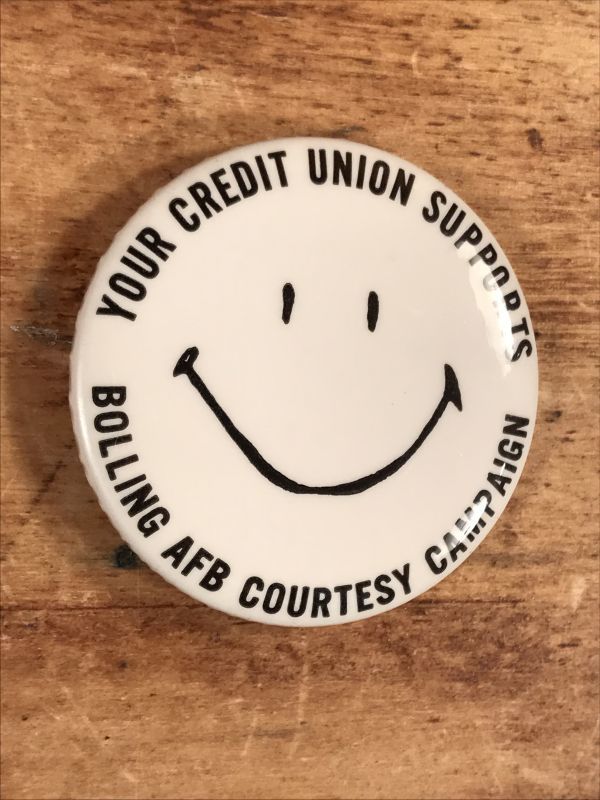 YOUR CREDIT UNION SUPPORTS
BOLLING AFB COURTESY CAMPAIGN